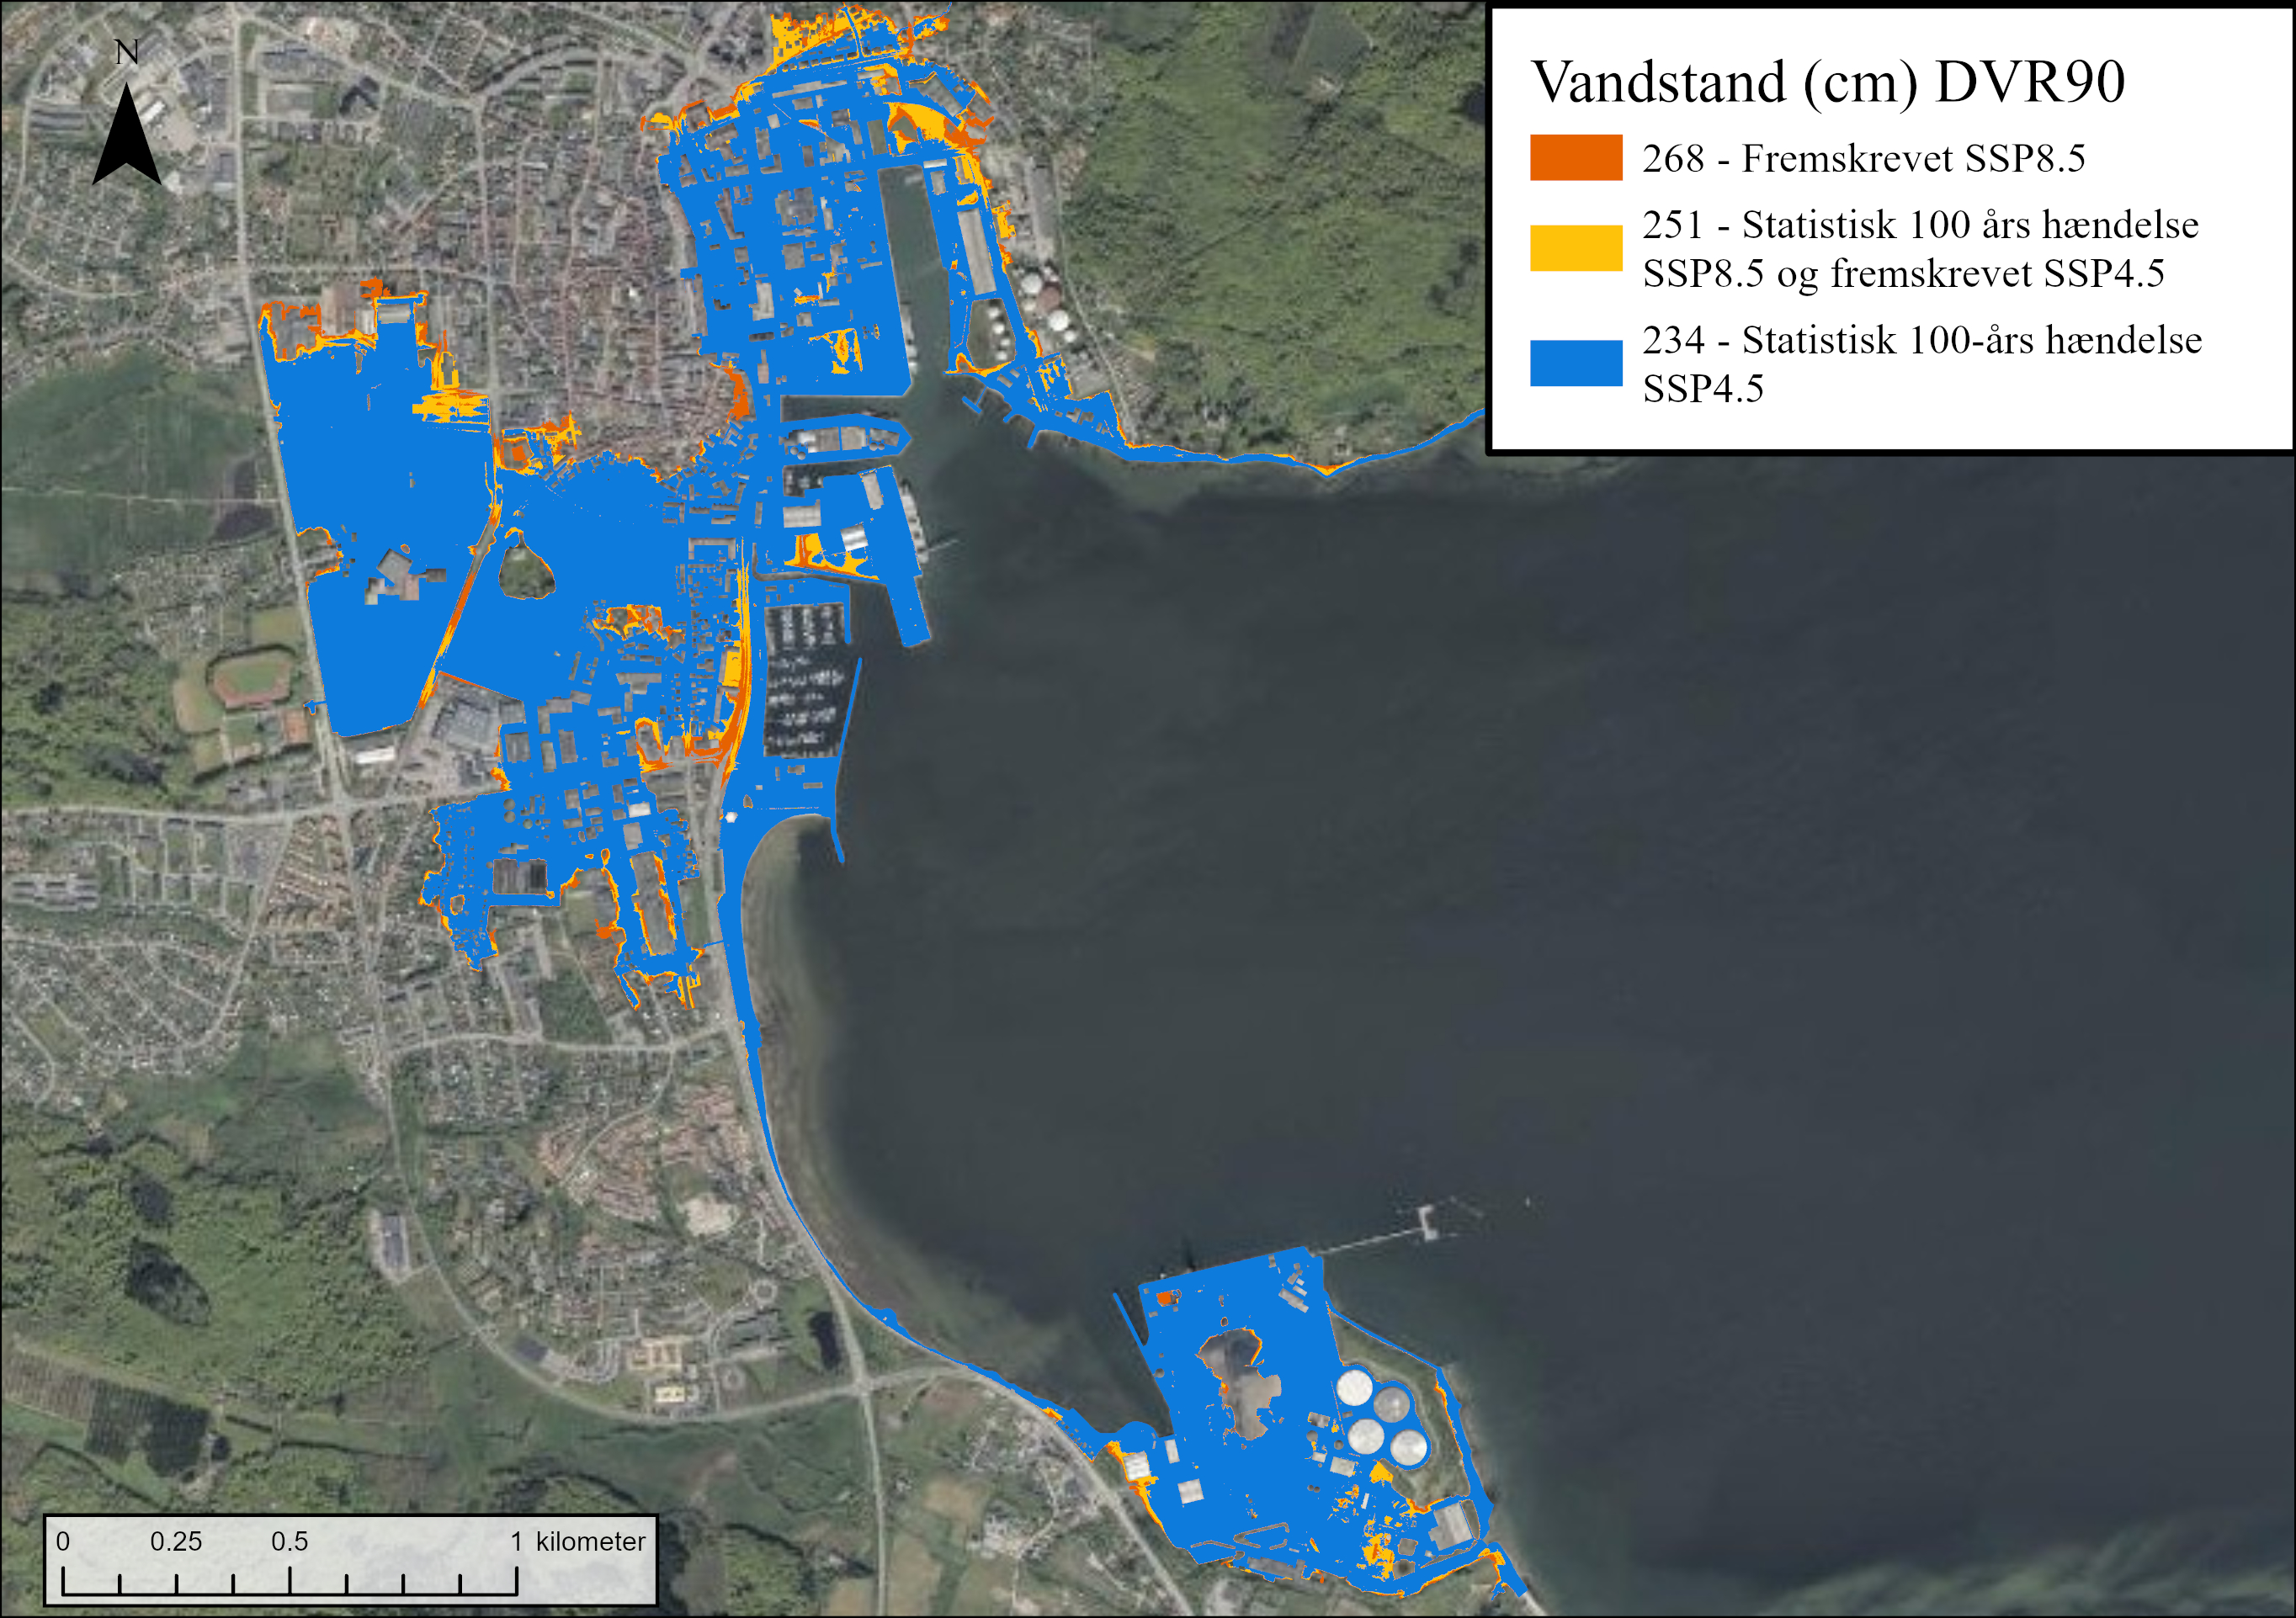 N
Vandstand (cm) DVR90
268 - Fremskrevet SSP8.5
251 - Statistisk 100 års hændelse
SSP8.5 og fremskrevet SSP4.5
234 - Statistisk 100-års hændelse
SSP4.5
0 0.25 0.5 1 kilometer